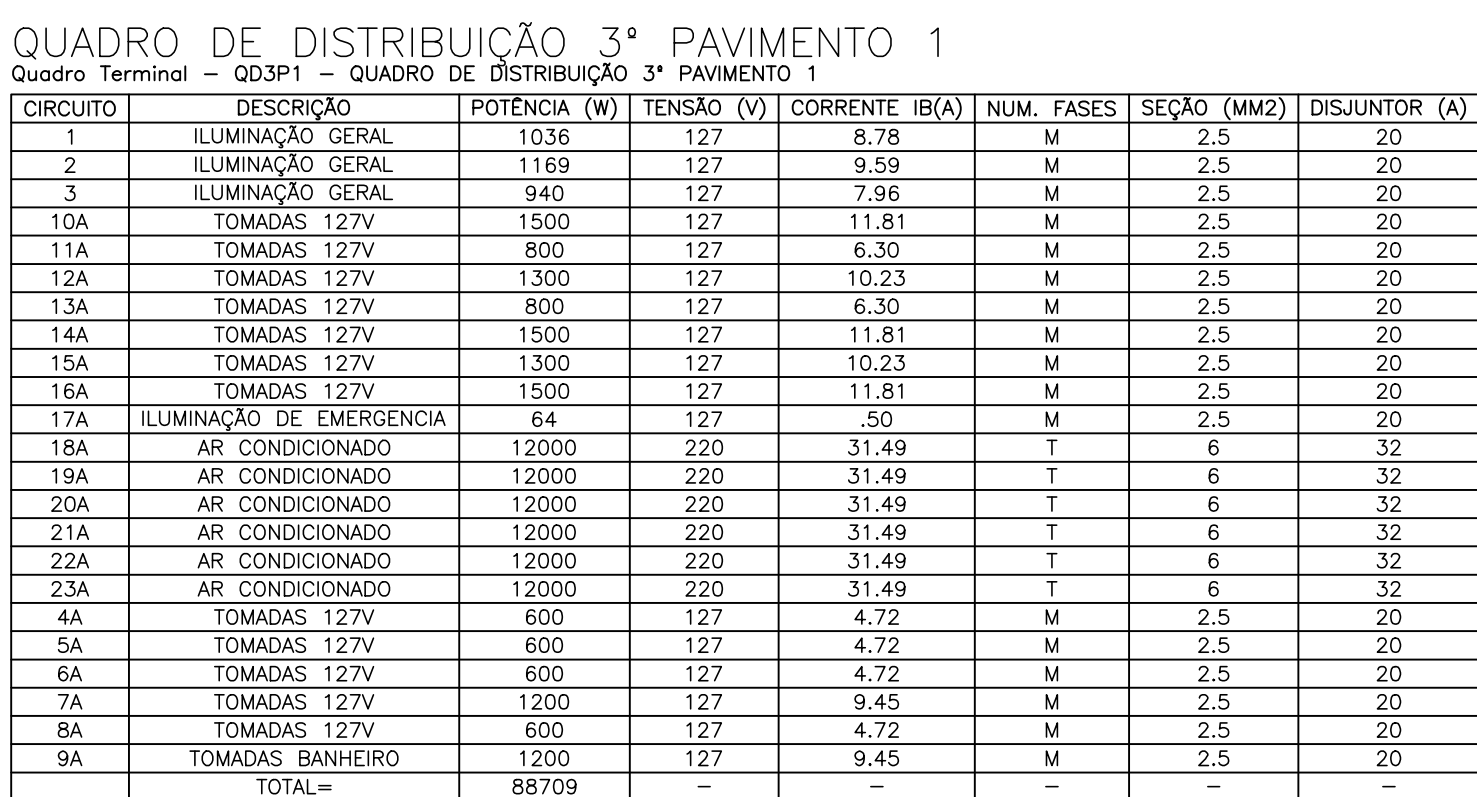 QUADRO DE DISTRIBUIÇÃO 3º PAVIMENTO 1
Quadro Terminal – QD3P1 – QUADRO DE DISTRIBUIÇÃO 3º PAVIMENTO 1
CIRCUITO DESCRIÇÃO POTÊNCIA (W) TENSÃO (V) CORRENTE IB(A) NUM. FASES SEÇÃO (MM2) DISJUNTOR (A)
1 ILUMINAÇÃO GERAL 1036 127 8.78 M 2.5 20
2 ILUMINAÇÃO GERAL 1169 127 9.59 M 2.5 20
3 ILUMINAÇÃO GERAL 940 127 7.96 M 2.5 20
10A TOMADAS 127V 1500 127 11.81 M 2.5 20
11A TOMADAS 127V 800 127 6.30 M 2.5 20
12A TOMADAS 127V 1300 127 10.23 M 2.5 20
13A TOMADAS 127V 800 127 6.30 M 2.5 20
14A TOMADAS 127V 1500 127 11.81 M 2.5 20
15A TOMADAS 127V 1300 127 10.23 M 2.5 20
16A TOMADAS 127V 1500 127 11.81 M 2.5 20
17A ILUMINAÇÃO DE EMERGENCIA 64 127 .50 M 2.5 20
18A AR CONDICIONADO 12000 220 31.49 T 6 32
19A AR CONDICIONADO 12000 220 31.49 T 6 32
20A AR CONDICIONADO 12000 220 31.49 T 6 32
21A AR CONDICIONADO 12000 220 31.49 T 6 32
22A AR CONDICIONADO 12000 220 31.49 T 6 32
23A AR CONDICIONADO 12000 220 31.49 T 6 32
4A TOMADAS 127V 600 127 4.72 M 2.5 20
5A TOMADAS 127V 600 127 4.72 M 2.5 20
6A TOMADAS 127V 600 127 4.72 M 2.5 20
7A TOMADAS 127V 1200 127 9.45 M 2.5 20
8A TOMADAS 127V 600 127 4.72 M 2.5 20
9A TOMADAS BANHEIRO 1200 127 9.45 M 2.5 20
TOTAL= 88709 – – – – –